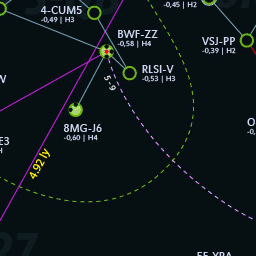 -0,45 | H2
4-CUM5
-0,49 | H3
BWF-ZZ
-0,58 | H4
VSJ-PP
-0,39 | H2
RLSI-V
-0,53 | H3
W
5 - 9
8MG-J6
-0,60 | H4
E3
H4
4.92 ly